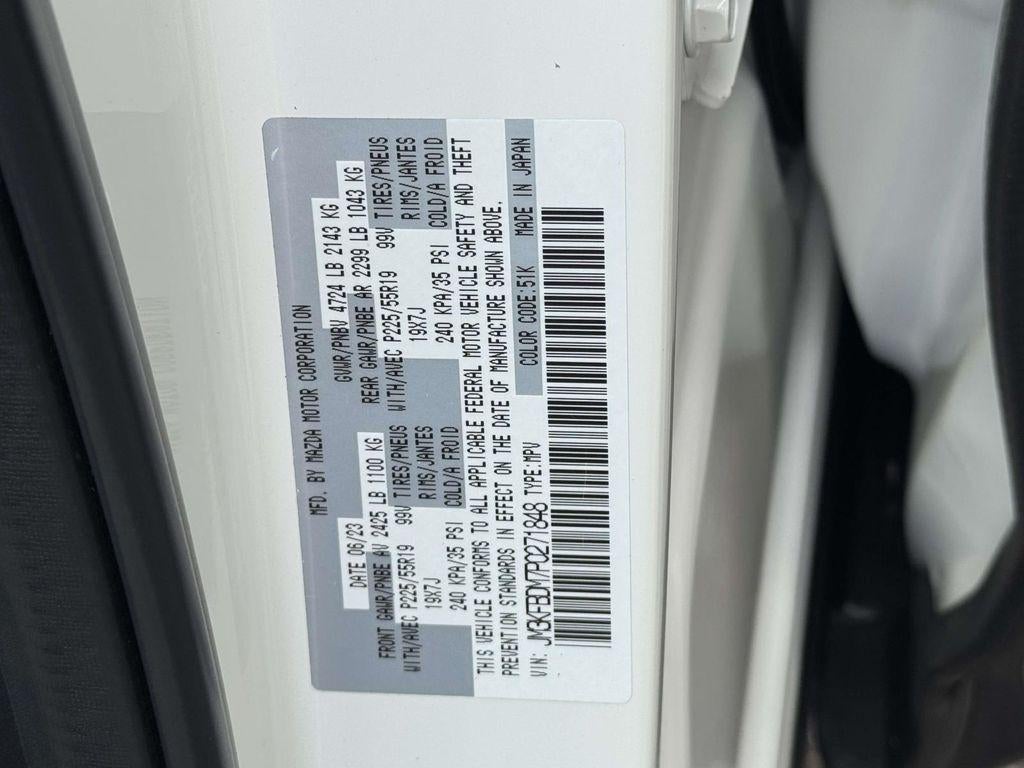 MFD. BY MAZDA MOTOR CORPORATION
DATE 06/23 GVWR/PNBV 4724 LB 2143 KG
FRONT GAWR/PNBE AV 2425 LB 1100 KG REAR GAWR/PNBE AR 2299 LB 1043 KG
WITH/AVEC P225/55R19 99V TIRES/PNEUS WITH/AVEC P225/55R19 99V TIRES/PNEUS
19X7J RIMS/JANTES 19X7J RIMS/JANTES
240 KPA/35 PSI COLD/A FROID 240 KPA/35 PSI COLD/A FROID
THIS VEHICLE CONFORMS TO ALL APPLICABLE FEDERAL MOTOR VEHICLE SAFETY AND THEFT
PREVENTION STANDARDS IN EFFECT ON THE DATE OF MANUFACTURE SHOWN ABOVE.
COLOR CODE:51K MADE IN JAPAN
VIN: JM3KFBDM7P0271848 TYPE:MPV